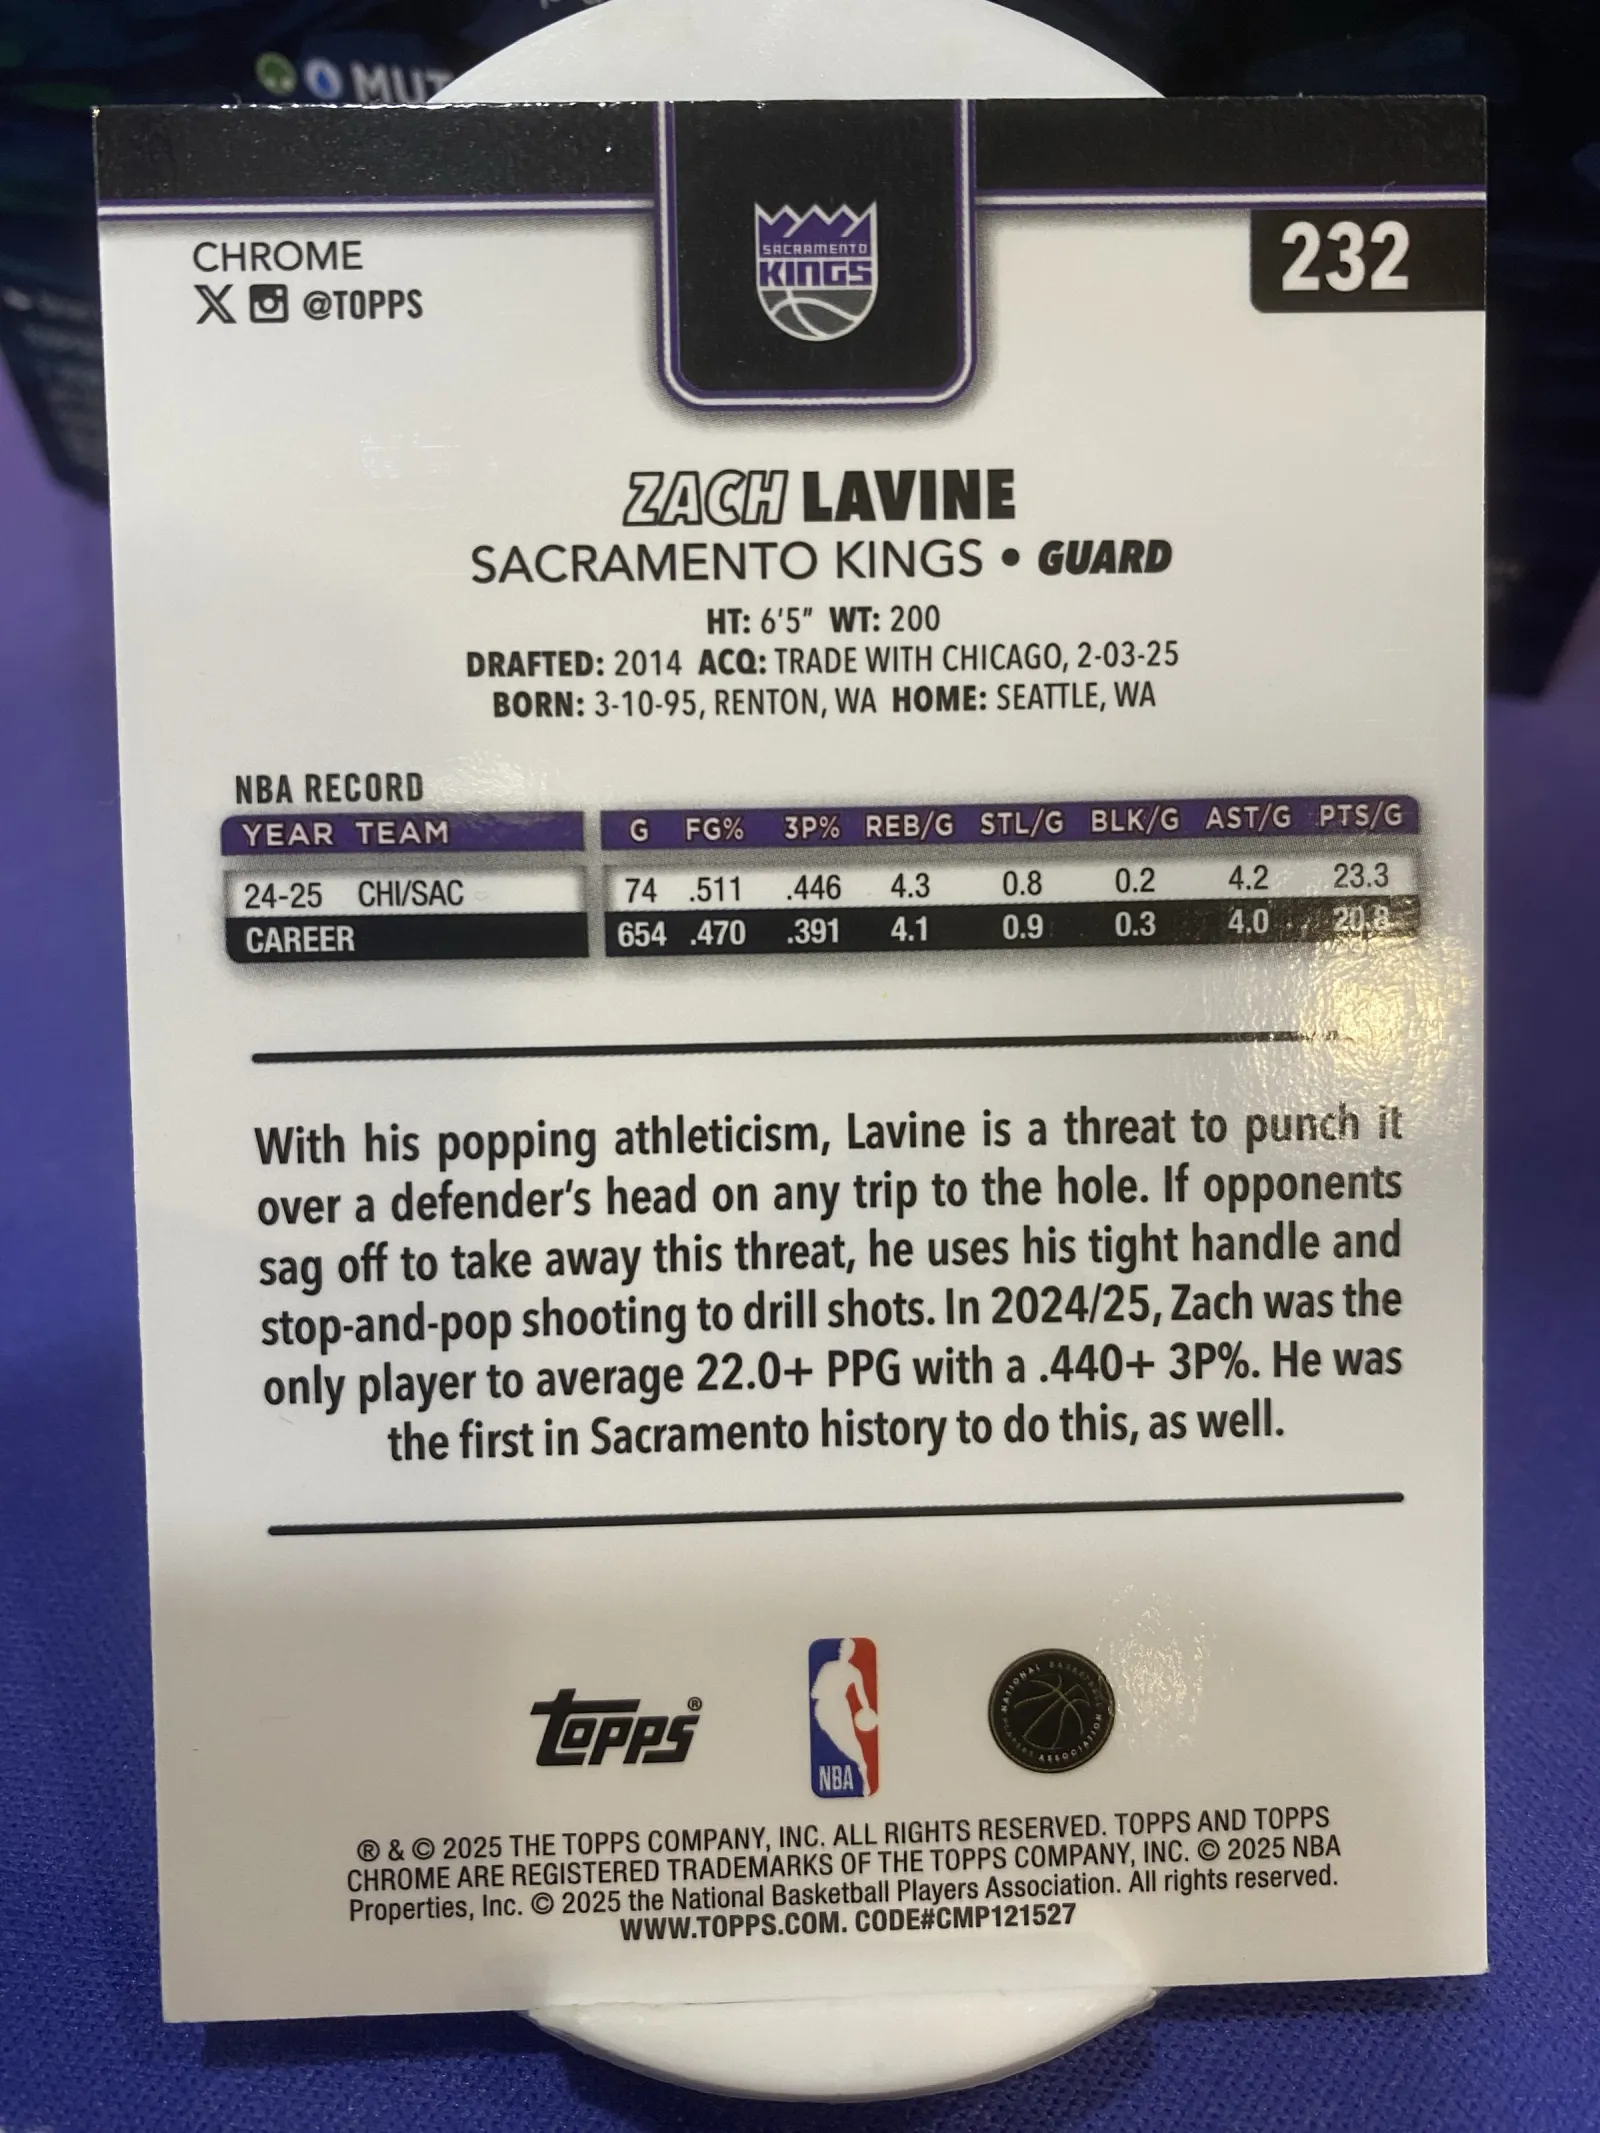 MUT
CHROME
@TOPPS
SACRAMENTO
KINGS
232
ZACH LAVINE
SACRAMENTO KINGS • GUARD
HT: 6'5" WT: 200
DRAFTED: 2014 ACQ: TRADE WITH CHICAGO, 2-03-25
BORN: 3-10-95, RENTON, WA HOME: SEATTLE, WA
NBA RECORD
YEAR TEAM G FG% 3P% REB/G STL/G BLK/G AST/G PTS/G
24-25 CHI/SAC 74 .511 .446 4.3 0.8 0.2 4.2 23.3
CAREER 654 .470 .391 4.1 0.9 0.3 4.0 20.8
With his popping athleticism, Lavine is a threat to punch it
over a defender's head on any trip to the hole. If opponents
sag off to take away this threat, he uses his tight handle and
stop-and-pop shooting to drill shots. In 2024/25, Zach was the
only player to average 22.0+ PPG with a .440+ 3P%. He was
the first in Sacramento history to do this, as well.
Topps®
NBA
NATIONAL BASKETBALL
PLAYERS ASSOCIATION
® & © 2025 THE TOPPS COMPANY, INC. ALL RIGHTS RESERVED. TOPPS AND TOPPS
CHROME ARE REGISTERED TRADEMARKS OF THE TOPPS COMPANY, INC. © 2025 NBA
Properties, Inc. © 2025 the National Basketball Players Association. All rights reserved.
WWW.TOPPS.COM. CODE#CMP121527